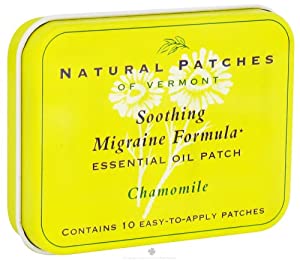 NATURAL PATCHES
OF VERMONT
Soothing
Migraine Formula*
ESSENTIAL OIL PATCH
Chamomile
CONTAINS 10 EASY-TO-APPLY PATCHES